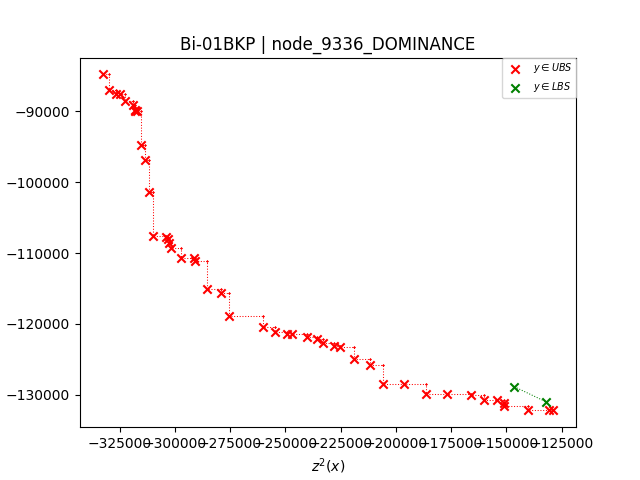 Bi-01BKP | node_9336_DOMINANCE
y ∈ UBS
y ∈ LBS
−90000
−100000
−110000
−120000
−130000
−325000 −300000 −275000 −250000 −225000 −200000 −175000 −150000 −125000
z²(x)